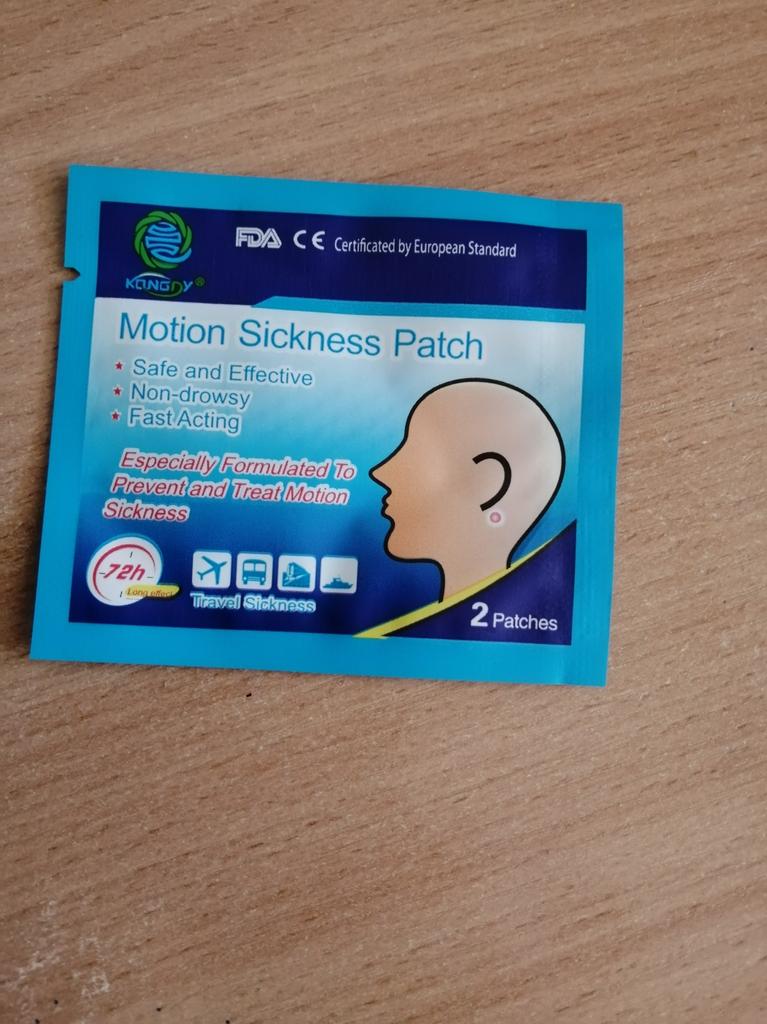 KANGDY®
FDA CE Certificated by European Standard
Motion Sickness Patch
★ Safe and Effective
★ Non-drowsy
★ Fast Acting
Especially Formulated To
Prevent and Treat Motion
Sickness
72h
Long effect
Travel Sickness
2 Patches